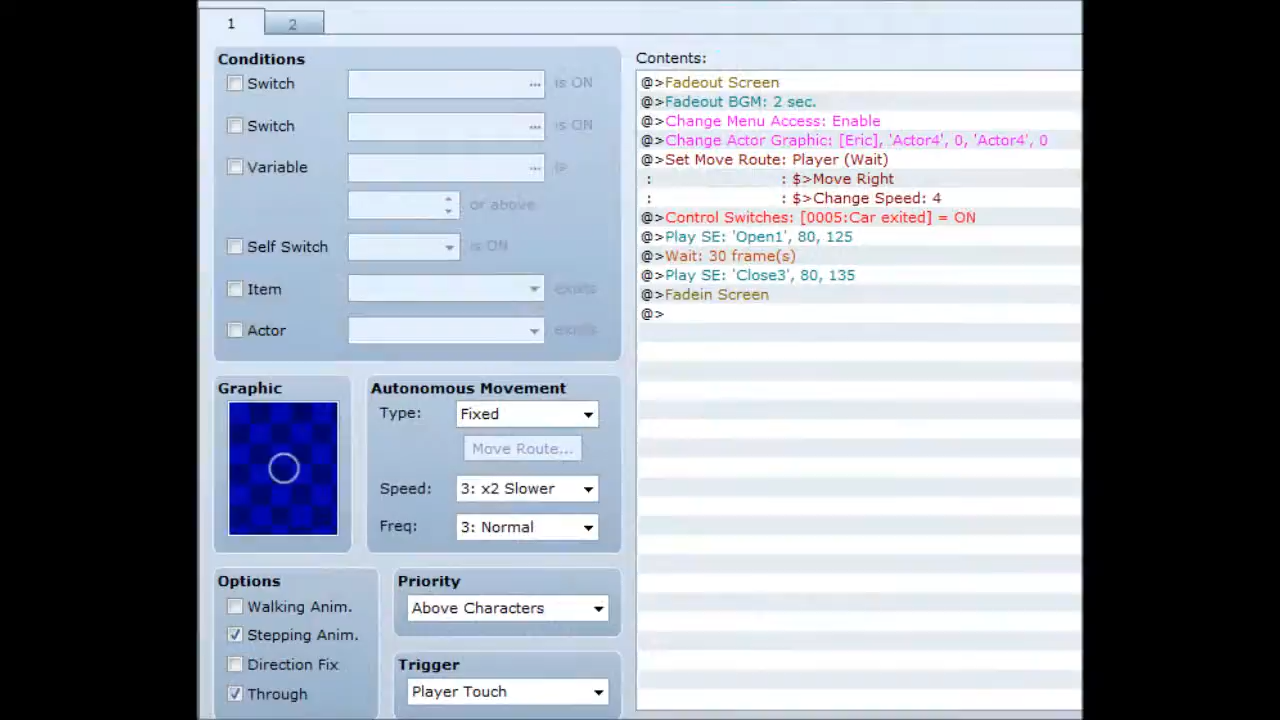 1
2
Conditions
Switch ... is ON
Switch ... is ON
Variable ... is
or above
Self Switch is ON
Item exists
Actor exists
Graphic
Autonomous Movement
Type: Fixed
Move Route...
Speed: 3: x2 Slower
Freq: 3: Normal
Options
Walking Anim.
Stepping Anim.
Direction Fix
Through
Priority
Above Characters
Trigger
Player Touch
Contents:
@>Fadeout Screen
@>Fadeout BGM: 2 sec.
@>Change Menu Access: Enable
@>Change Actor Graphic: [Eric], 'Actor4', 0, 'Actor4', 0
@>Set Move Route: Player (Wait)
: : $>Move Right
: : $>Change Speed: 4
@>Control Switches: [0005:Car exited] = ON
@>Play SE: 'Open1', 80, 125
@>Wait: 30 frame(s)
@>Play SE: 'Close3', 80, 135
@>Fadein Screen
@>